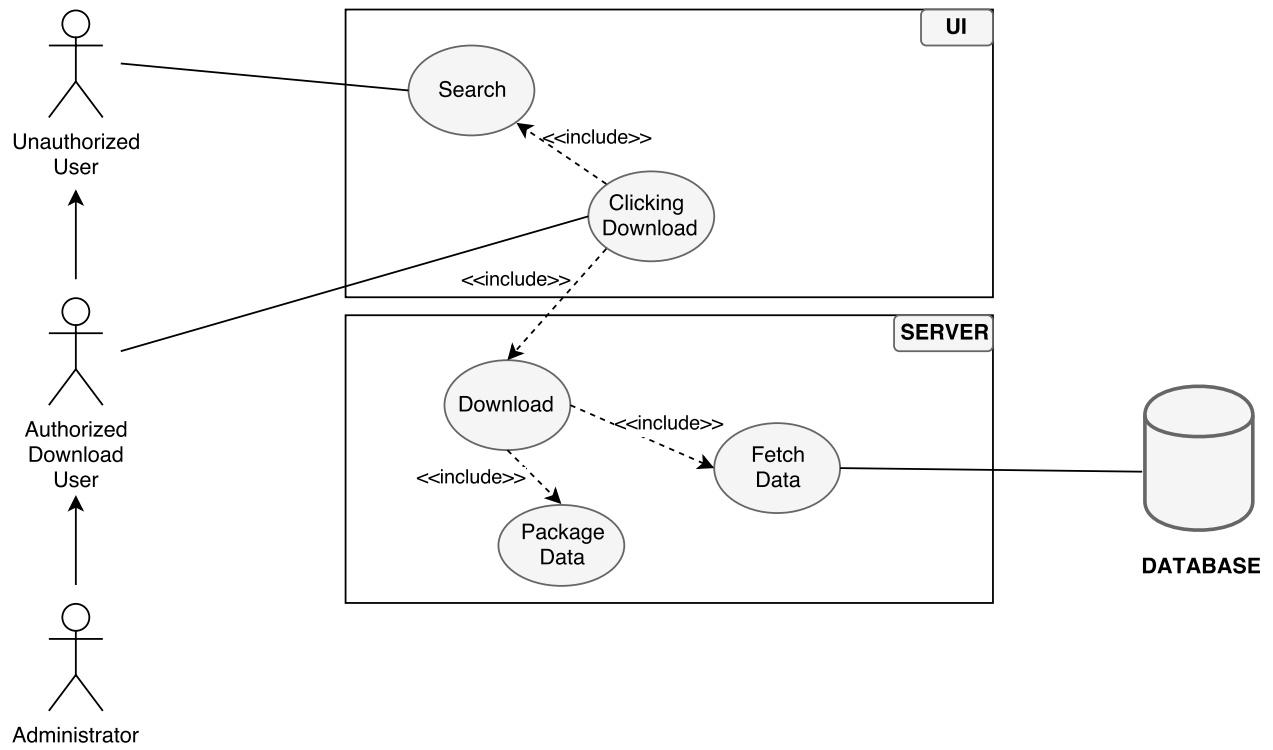 UI
Search
Unauthorized
User
<<include>>
Clicking
Download
<<include>>
SERVER
Download
<<include>>
Authorized
Download
User
Fetch
Data
<<include>>
Package
Data
DATABASE
Administrator